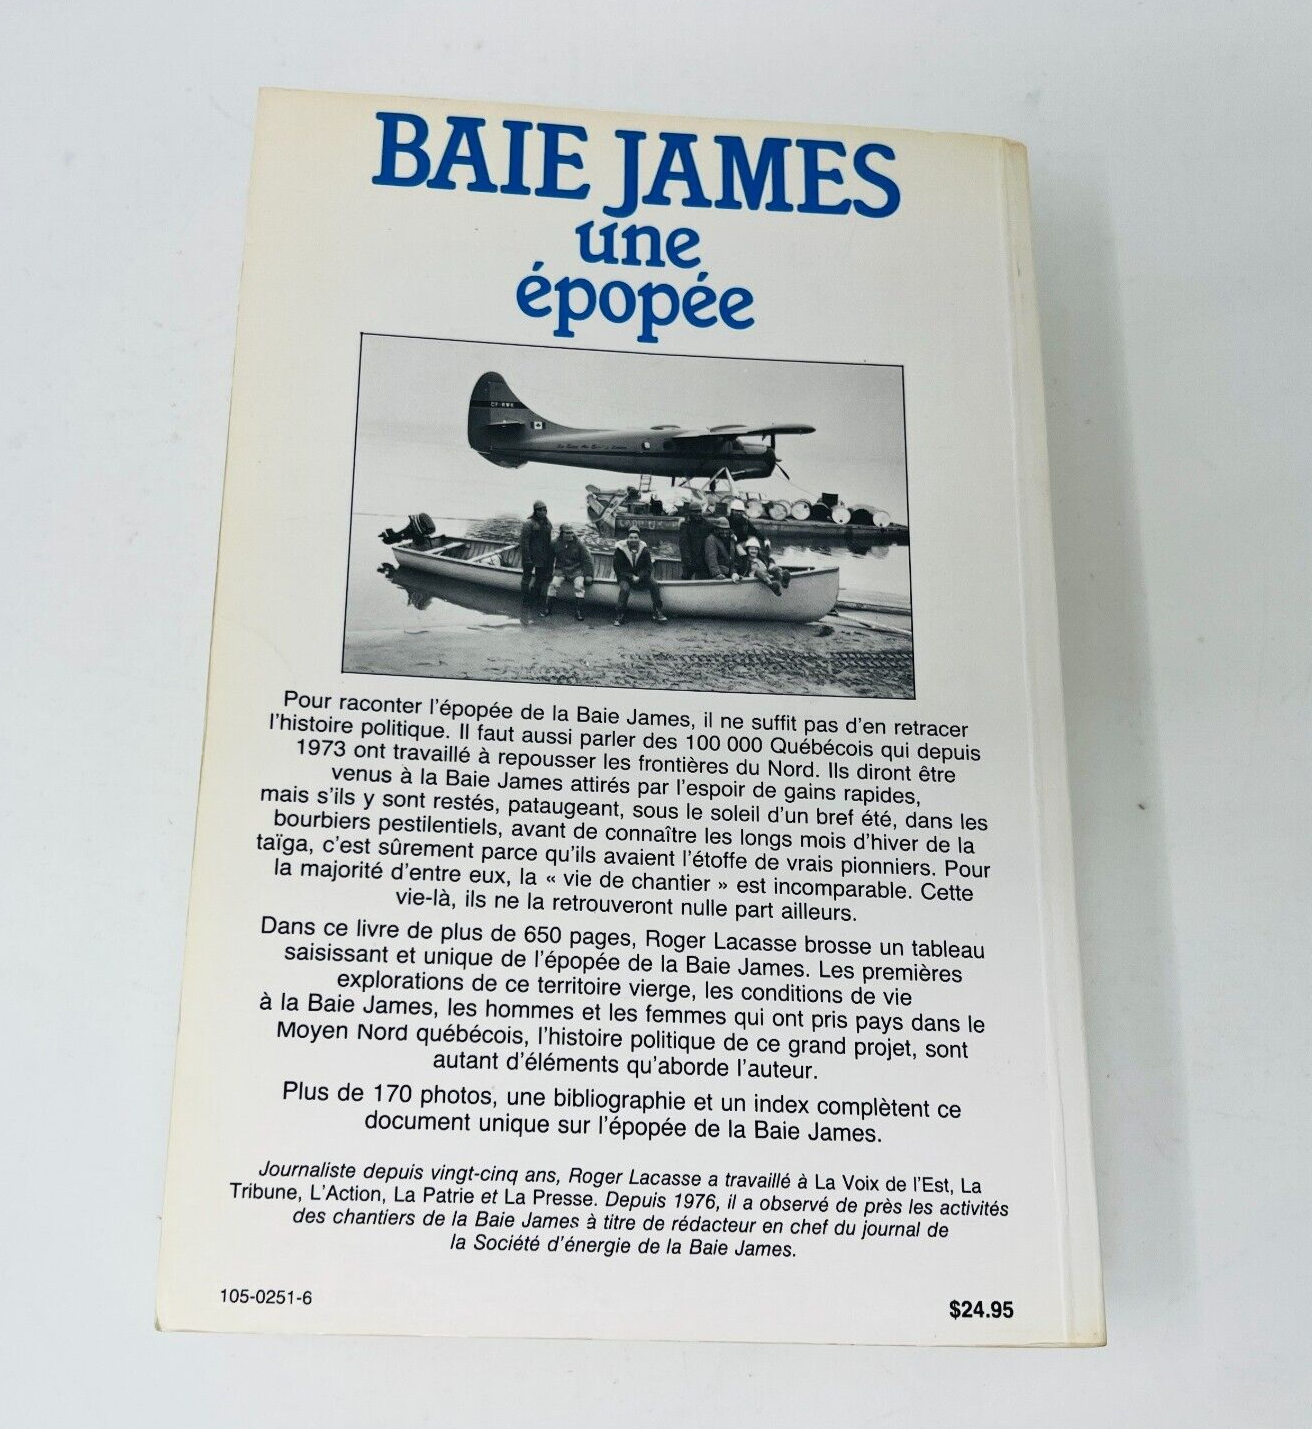 BAIE JAMES
une
épopée
Pour raconter l'épopée de la Baie James, il ne suffit pas d'en retracer
l'histoire politique. Il faut aussi parler des 100 000 Québécois qui depuis
1973 ont travaillé à repousser les frontières du Nord. Ils diront être
venus à la Baie James attirés par l'espoir de gains rapides,
mais s'ils y sont restés, pataugeant, sous le soleil d'un bref été, dans les
bourbiers pestilentiels, avant de connaître les longs mois d'hiver de la
taïga, c'est sûrement parce qu'ils avaient l'étoffe de vrais pionniers. Pour
la majorité d'entre eux, la « vie de chantier » est incomparable. Cette
vie-là, ils ne la retrouveront nulle part ailleurs.
Dans ce livre de plus de 650 pages, Roger Lacasse brosse un tableau
saisissant et unique de l'épopée de la Baie James. Les premières
explorations de ce territoire vierge, les conditions de vie
à la Baie James, les hommes et les femmes qui ont pris pays dans le
Moyen Nord québécois, l'histoire politique de ce grand projet, sont
autant d'éléments qu'aborde l'auteur.
Plus de 170 photos, une bibliographie et un index complètent ce
document unique sur l'épopée de la Baie James.
Journaliste depuis vingt-cinq ans, Roger Lacasse a travaillé à La Voix de l'Est, La
Tribune, L'Action, La Patrie et La Presse. Depuis 1976, il a observé de près les activités
des chantiers de la Baie James à titre de rédacteur en chef du journal de
la Société d'énergie de la Baie James.
105-0251-6
$24.95